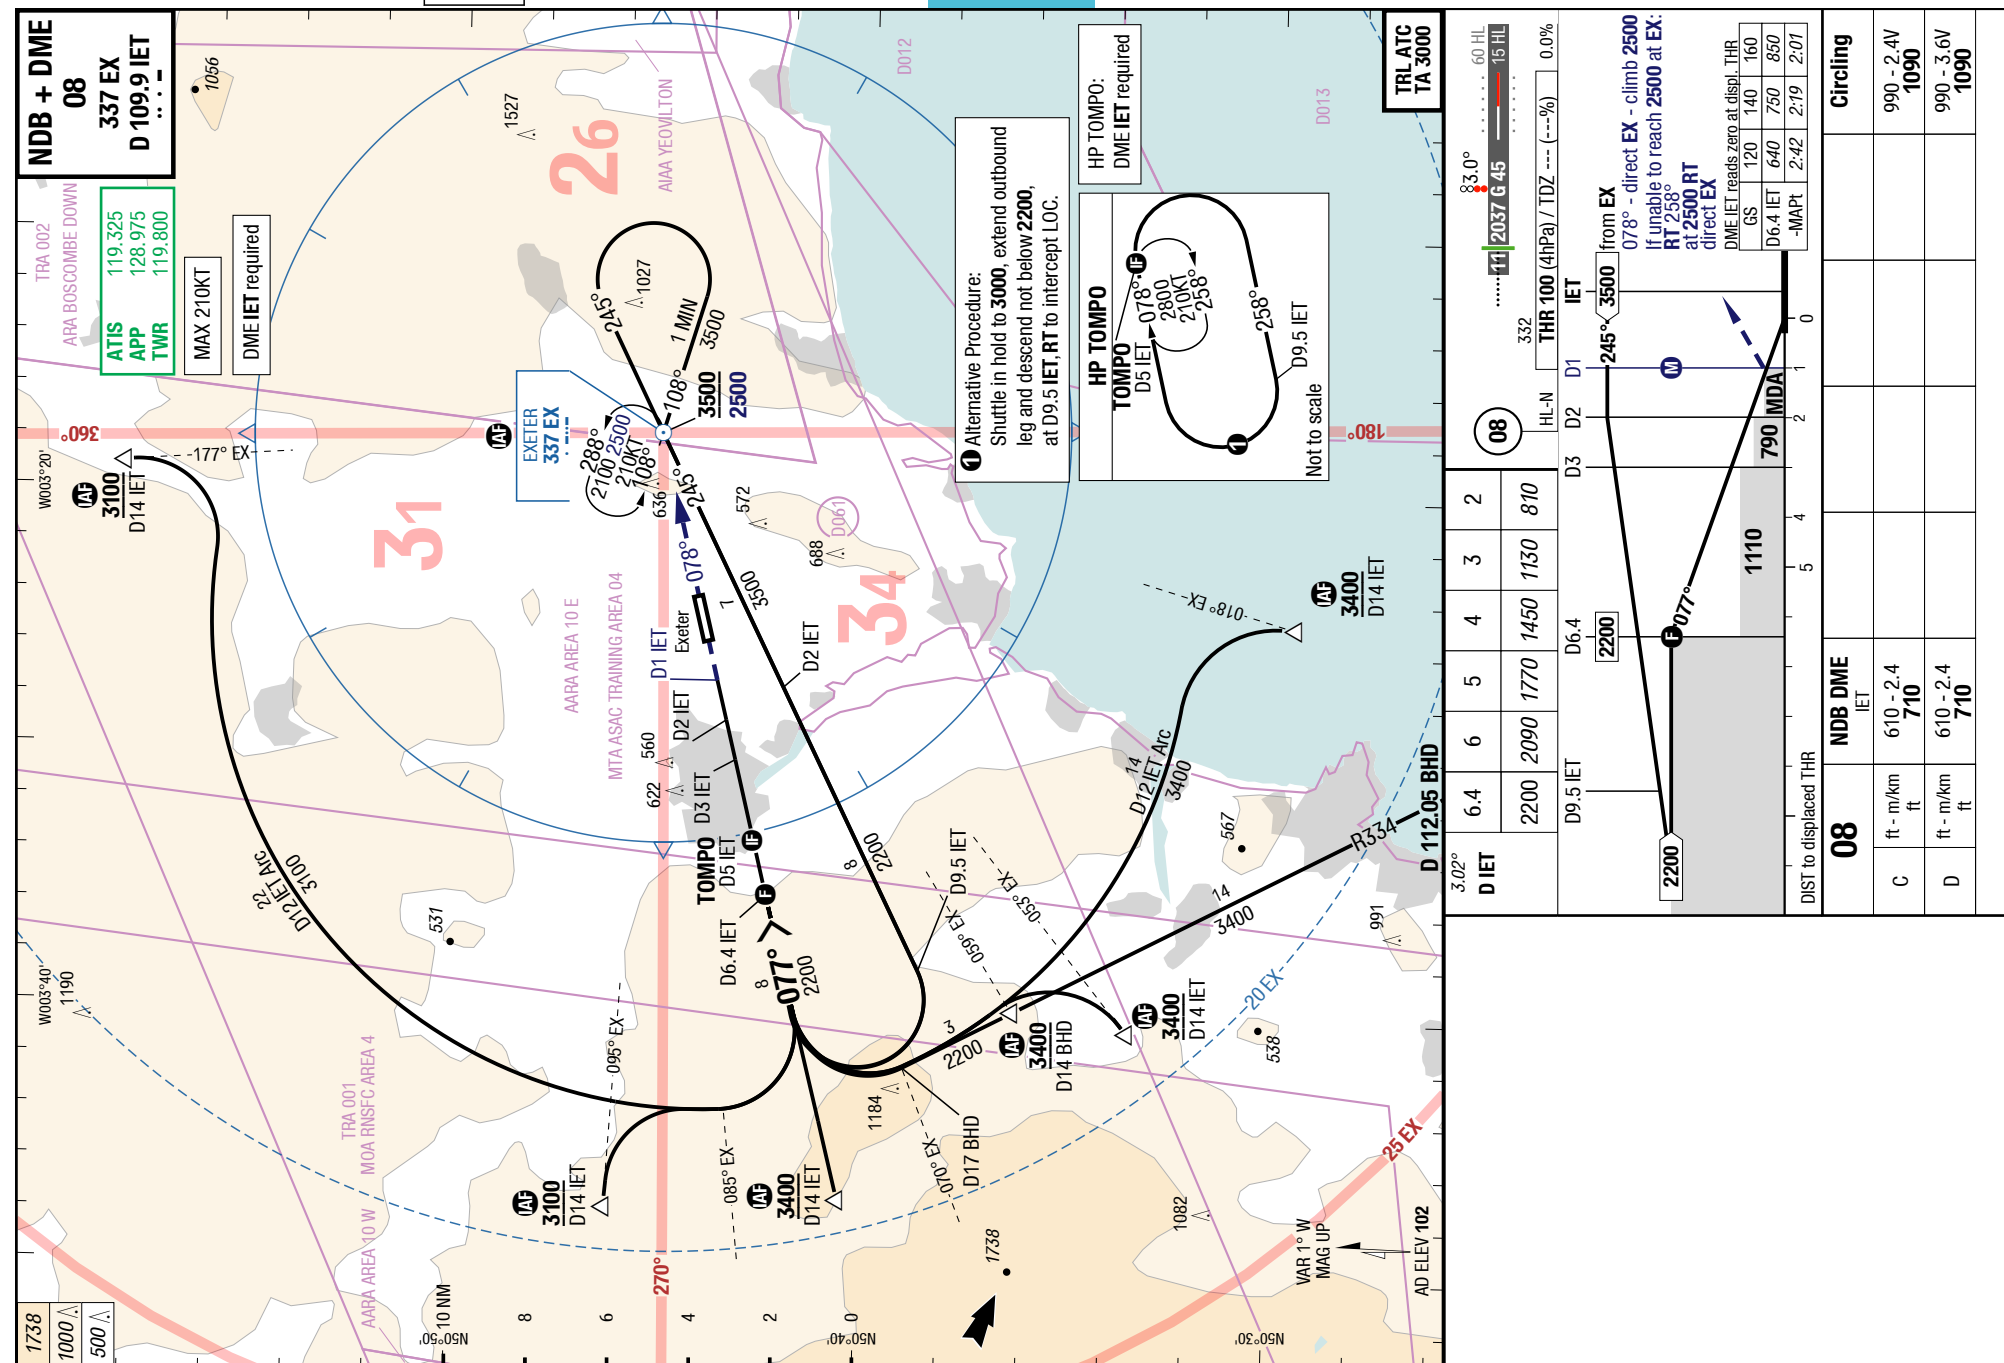 NDB + DME
08
337 EX
D 109.9 IET
ATIS 119.325
APP 128.975
TWR 119.800
MAX 210KT
DME IET required
TRL ATC
TA 3000
HP TOMPO:
DME IET required
1 Alternative Procedure:
Shuttle in hold to 3000, extend outbound
leg and descend not below 2200,
at D9.5 IET, RT to intercept LOC.
HP TOMPO
TOMPO
D5 IET
IF
078°
2800
210KT
258°
258°
D9.5 IET
1
Not to scale
TRA 002
ARA BOSCOMBE DOWN
1056
1527
26
AIAA YEOVILTON
D012
D013
360°
W003°20'
177° EX
IAF
3100
D14 IET
31
IAF
EXETER
337 EX
288°
2100 2500
210KT
108°
636
245°
1027
1 MIN
3500
108°
3500
2500
245°
078°
572
688
D061
34
180°
AARA AREA 10 E
MTA ASAC TRAINING AREA 04
D1 IET
Exeter
7
3500
D2 IET
D2 IET
D3 IET
560
622
TOMPO
D5 IET
IF
F
D6.4 IET
8
077°
2200
8
2200
D9.5 IET
059° EX
053° EX
018° EX
IAF
3400
D14 IET
14
D12 IET Arc
3400
567
R334
D 112.05 BHD
14
3400
991
20 EX
22
D12 IET Arc
3100
531
W003°40'
1190
TRA 001
MOA RNSFC AREA 4
AARA AREA 10 W
095° EX
IAF
3100
D14 IET
085° EX
IAF
3400
D14 IET
1184
3
2200
IAF
3400
D14 BHD
IAF
3400
D14 IET
538
D17 BHD
070° EX
1738
1082
25 EX
VAR 1° W
MAG UP
AD ELEV 102
270°
1738
1000
500
N50°50'
10 NM
8
6
4
2
0
N50°40'
N50°30'
3.02°
D IET
6.4 6 5 4 3 2
2200 2090 1770 1450 1130 810
08
HL-N
3.0°
60 HL
11 2037 G 45 15 HL
332
THR 100 (4hPa) / TDZ --- (---%) 0.0%
D9.5 IET
D6.4
D3
D2
D1
IET
2200
2200
245°
3500
from EX
F
077°
M
1110
790
MDA
5
4
2
1
0
DIST to displaced THR
078° - direct EX - climb 2500
If unable to reach 2500 at EX:
RT 258°
at 2500 RT
direct EX
DME IET reads zero at displ. THR
GS 120 140 160
D6.4 IET 640 750 850
-MAPt 2:42 2:19 2:01
08
NDB DME
IET
Circling
C
ft - m/km
ft
610 - 2.4
710
990 - 2.4V
1090
D
ft - m/km
ft
610 - 2.4
710
990 - 3.6V
1090